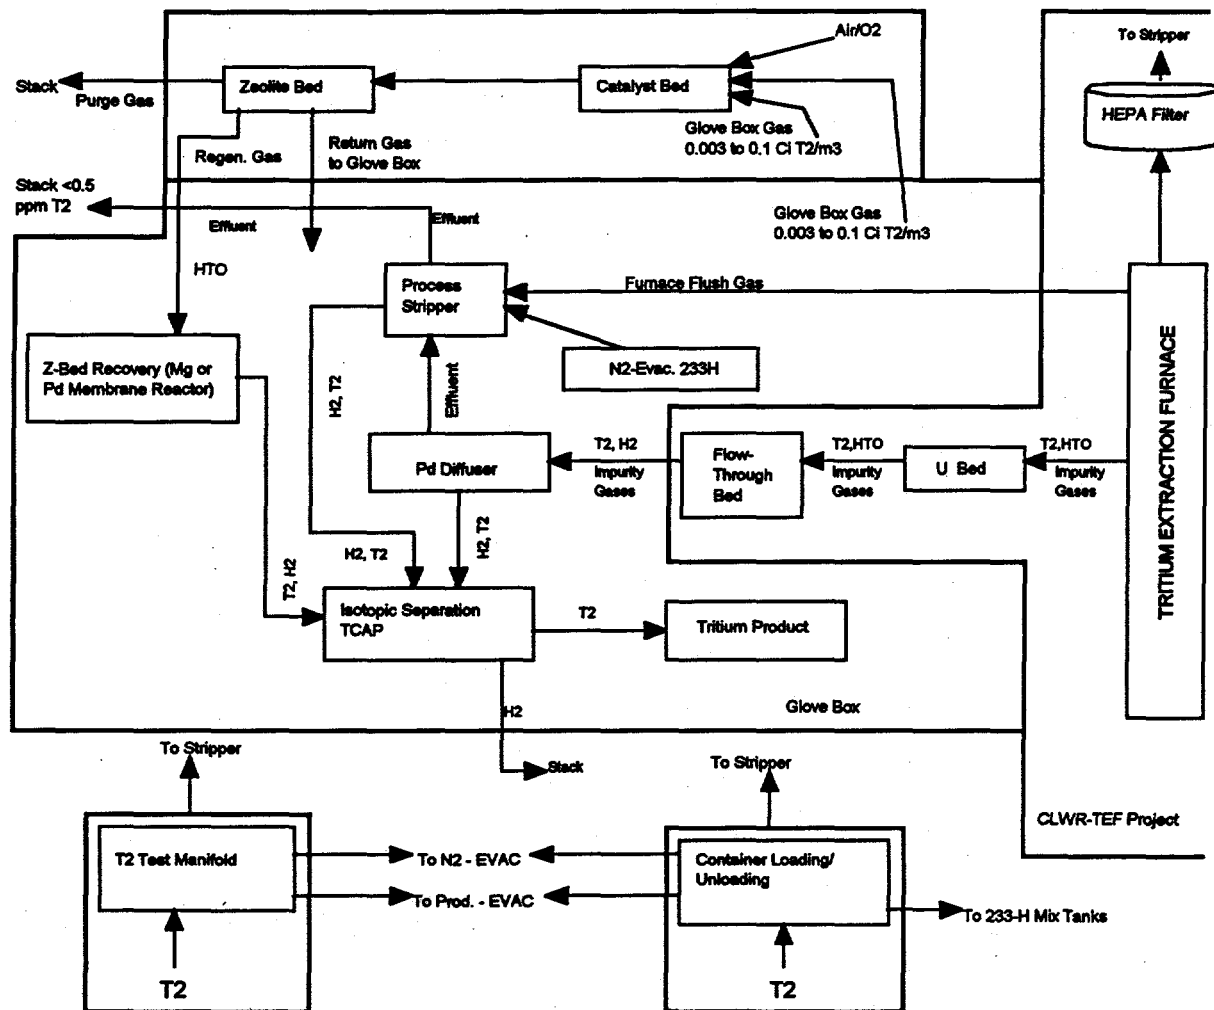 Air/O2
To Stripper
Stack
Purge Gas
Zeolite Bed
Catalyst Bed
HEPA Filter
Glove Box Gas
0.003 to 0.1 Ci T2/m3
Regen. Gas
Return Gas
to Glove Box
Stack <0.5
ppm T2
Effluent
Effluent
Glove Box Gas
0.003 to 0.1 Ci T2/m3
HTO
Process
Stripper
Furnace Flush Gas
Z-Bed Recovery (Mg or
Pd Membrane Reactor)
N2-Evac. 233H
H2, T2
Effluent
Pd Diffuser
T2, H2
Impurity
Gases
Flow-
Through
Bed
T2,HTO
Impurity
Gases
U Bed
T2,HTO
Impurity
Gases
TRITIUM EXTRACTION FURNACE
H2, T2
H2, T2
T2, H2
Isotopic Separation
TCAP
T2
Tritium Product
H2
Glove Box
To Stripper
Stack
To Stripper
CLWR-TEF Project
T2 Test Manifold
To N2 - EVAC
Container Loading/
Unloading
To Prod. - EVAC
To 233-H Mix Tanks
T2
T2